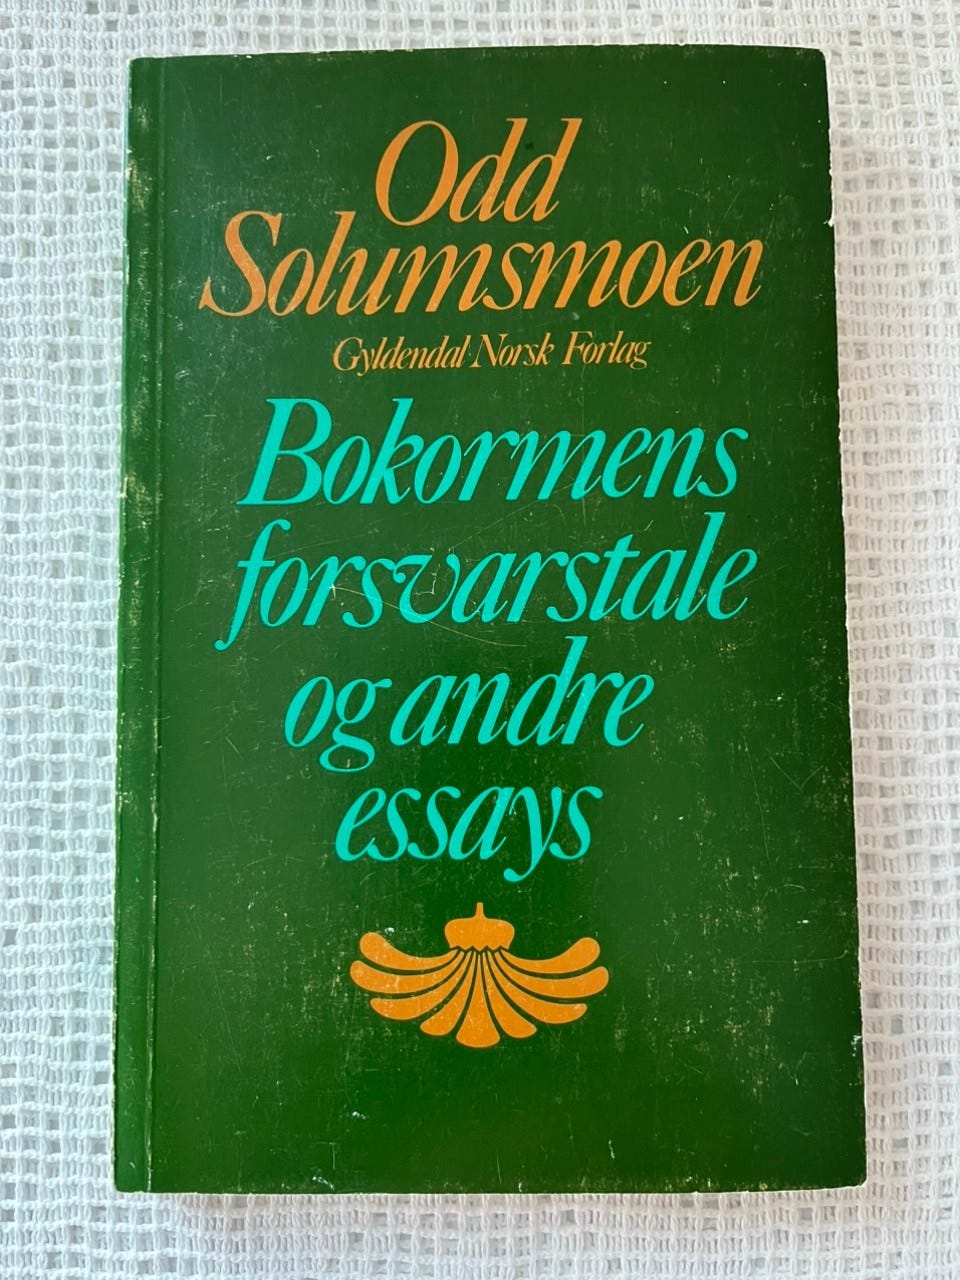 Odd
Solumsmoen
Gyldendal Norsk Forlag
Bokormens
forsvarstale
og andre
essays